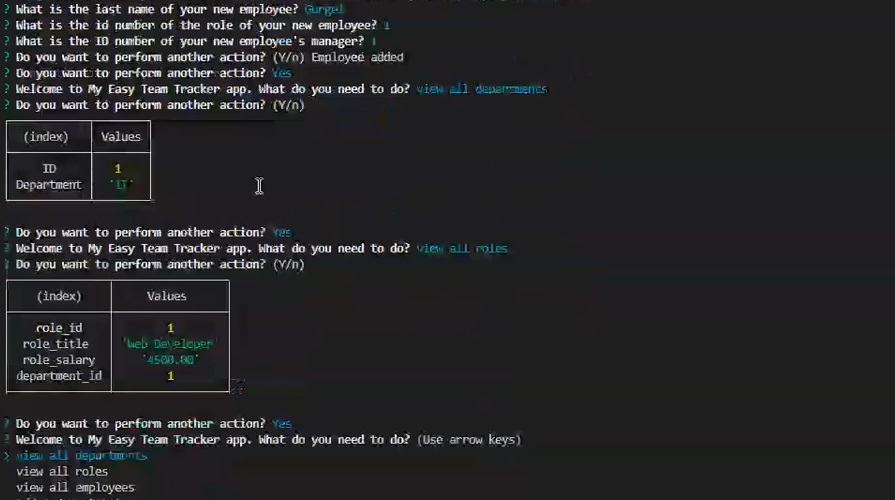 ? What is the last name of your new employee? Gurgel
? What is the id number of the role of your new employee? 1
? What is the ID number of your new employee's manager? 1
? Do you want to perform another action? (Y/n) Employee added
? Do you want to perform another action? Yes
? Welcome to My Easy Team Tracker app. What do you need to do? view all departments
? Do you want to perform another action? (Y/n)
(index) Values
ID 1
Department 'IT'
? Do you want to perform another action? Yes
? Welcome to My Easy Team Tracker app. What do you need to do? view all roles
? Do you want to perform another action? (Y/n)
(index) Values
role_id 1
role_title 'Web Developer'
role_salary '4500.00'
department_id 1
? Do you want to perform another action? Yes
? Welcome to My Easy Team Tracker app. What do you need to do? (Use arrow keys)
> view all departments
view all roles
view all employees